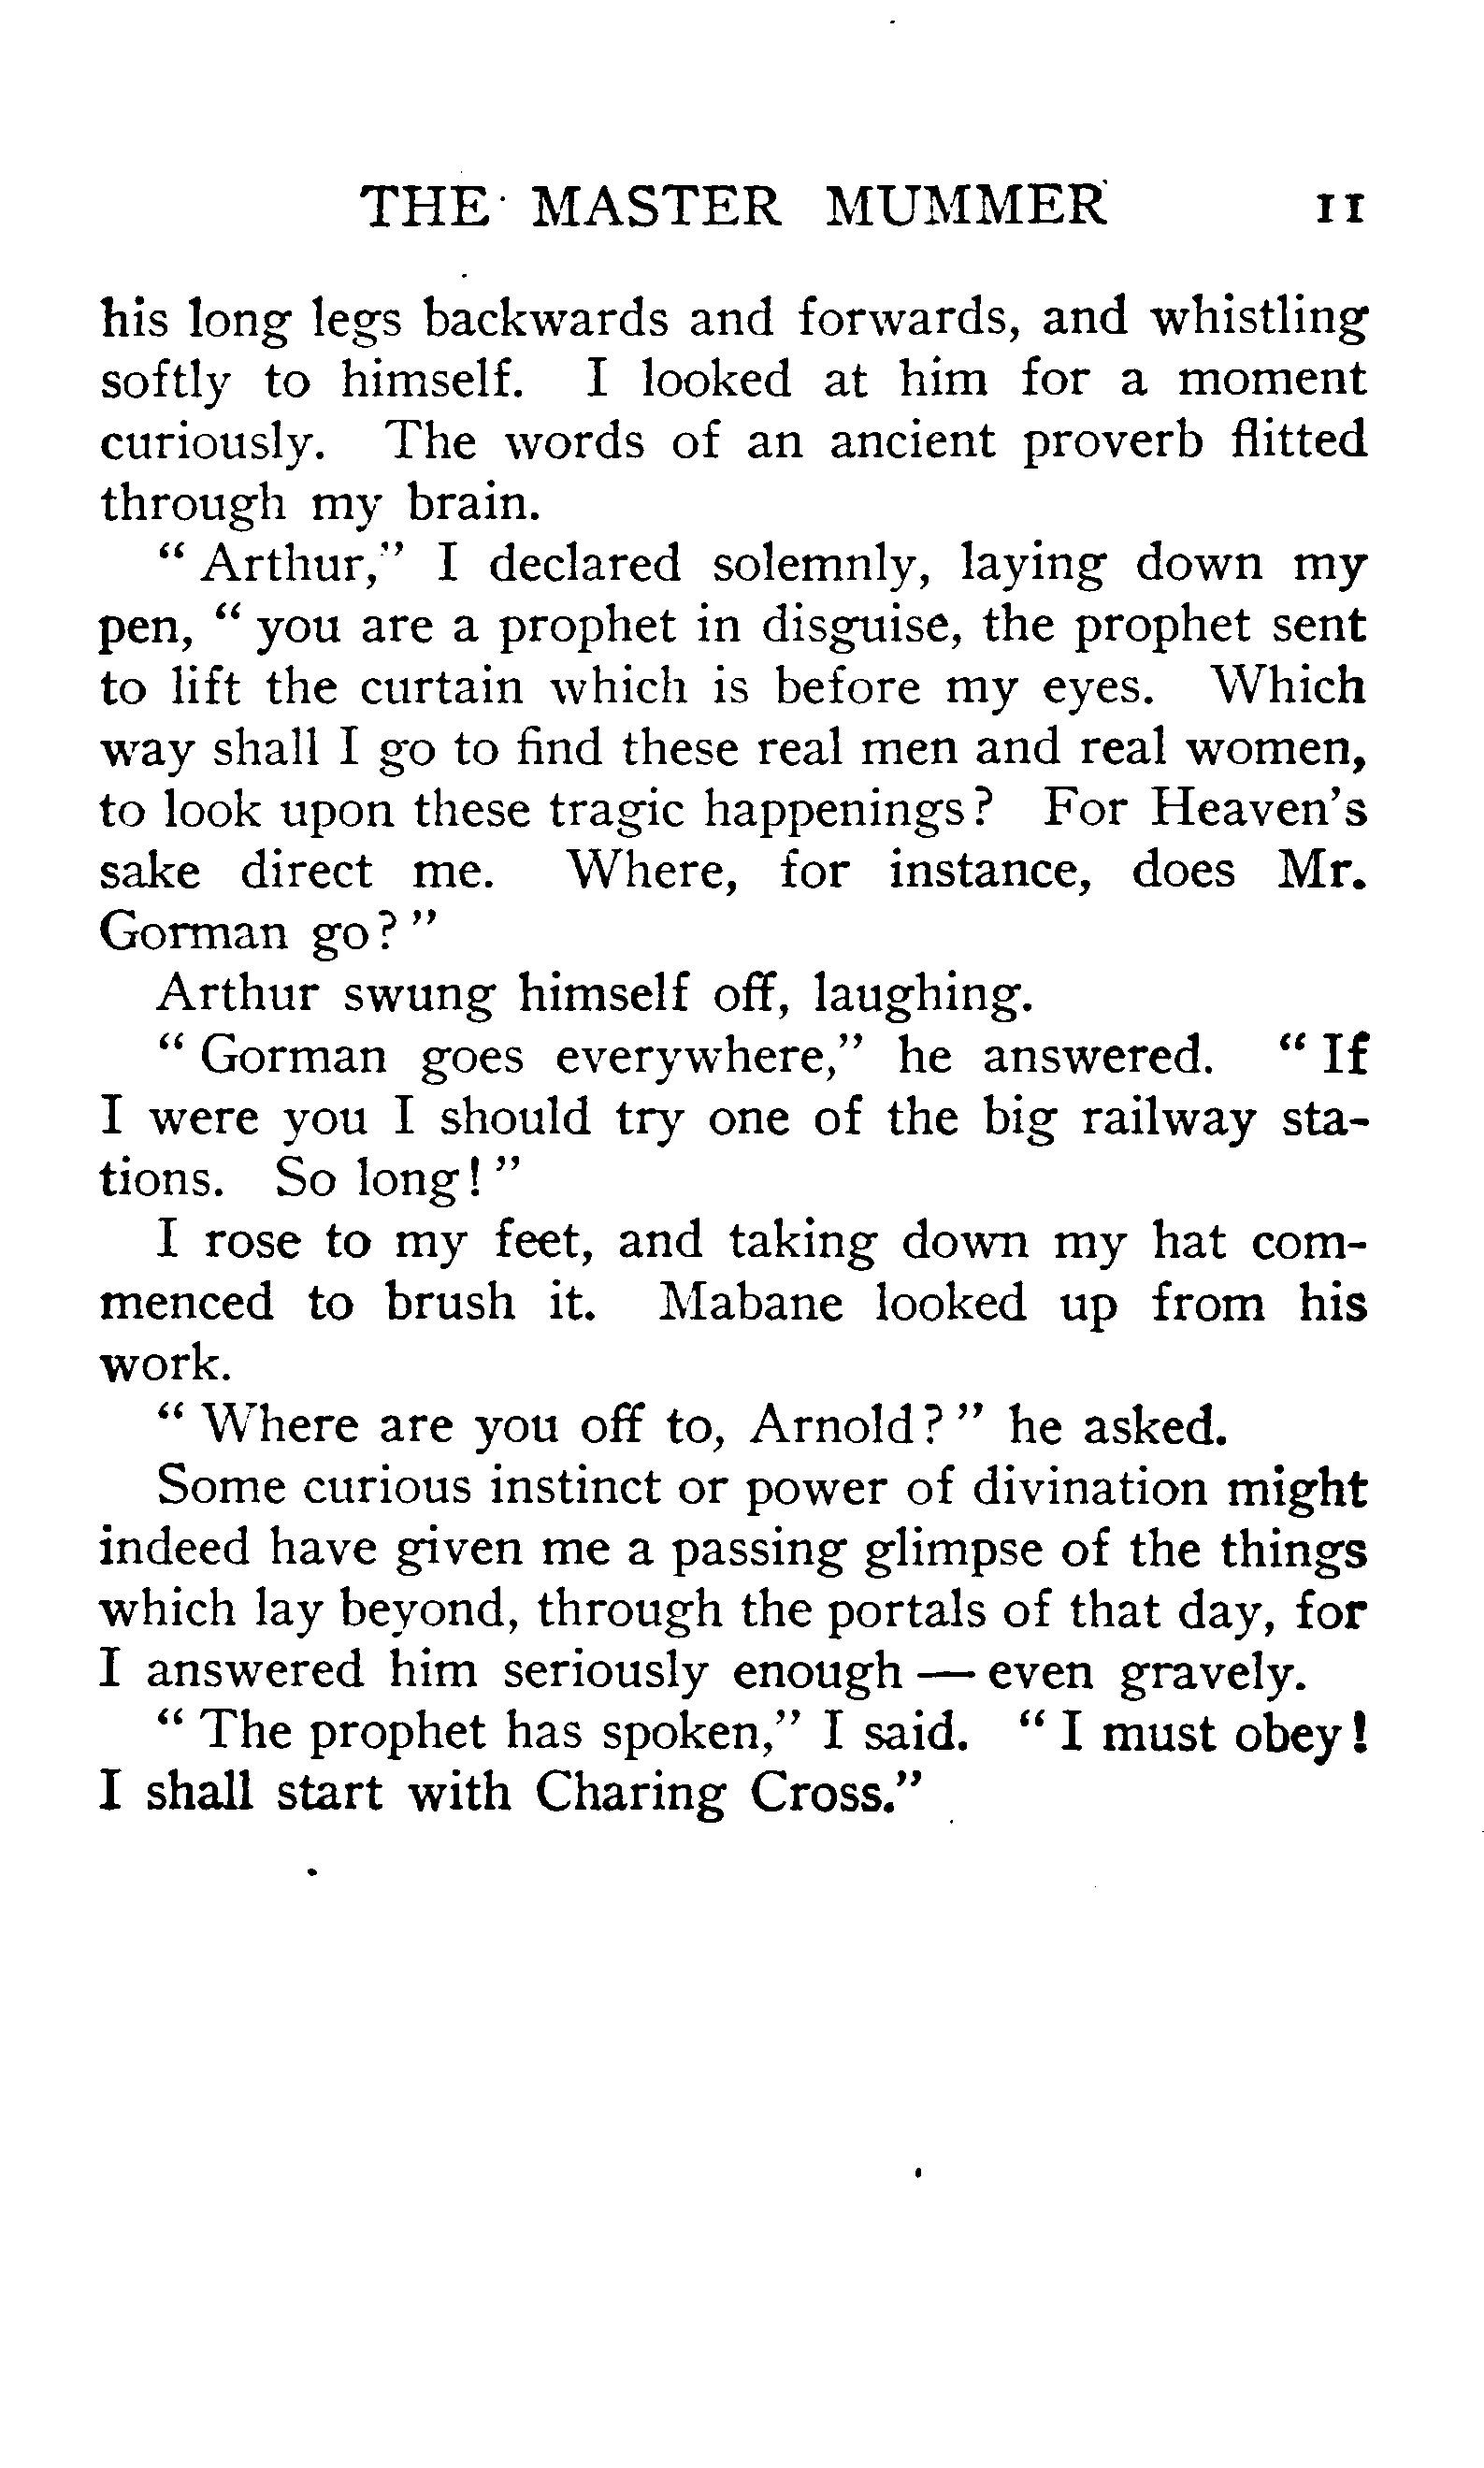 THE MASTER MUMMER 11
his long legs backwards and forwards, and whistling
softly to himself. I looked at him for a moment
curiously. The words of an ancient proverb flitted
through my brain.
“ Arthur,” I declared solemnly, laying down my
pen, “ you are a prophet in disguise, the prophet sent
to lift the curtain which is before my eyes. Which
way shall I go to find these real men and real women,
to look upon these tragic happenings? For Heaven’s
sake direct me. Where, for instance, does Mr.
Gorman go? ”
Arthur swung himself off, laughing.
“ Gorman goes everywhere,” he answered. “ If
I were you I should try one of the big railway sta-
tions. So long! ”
I rose to my feet, and taking down my hat com-
menced to brush it. Mabane looked up from his
work.
“ Where are you off to, Arnold? ” he asked.
Some curious instinct or power of divination might
indeed have given me a passing glimpse of the things
which lay beyond, through the portals of that day, for
I answered him seriously enough — even gravely.
“ The prophet has spoken,” I said. “ I must obey!
I shall start with Charing Cross.”